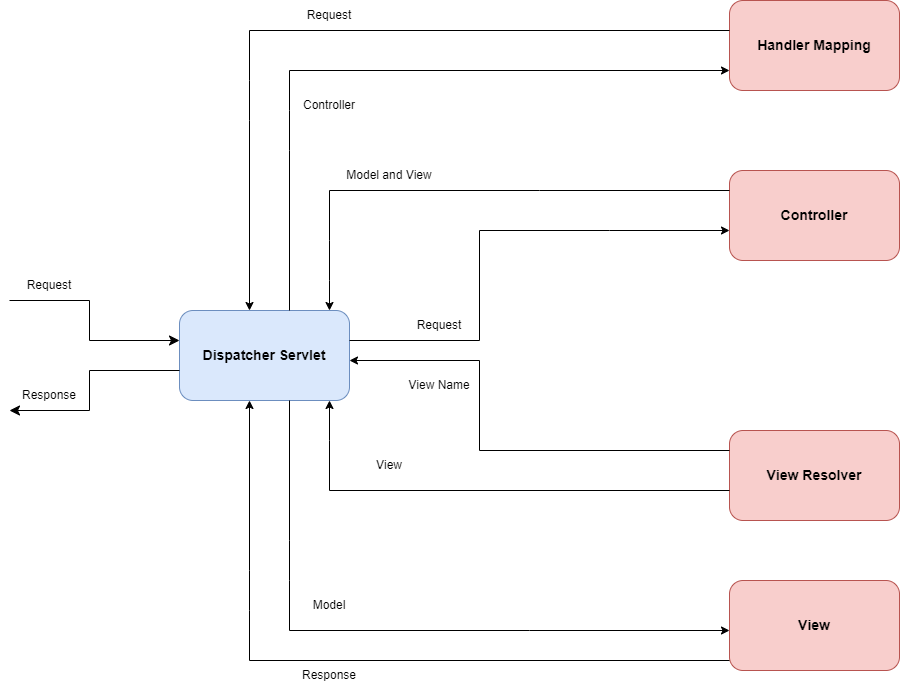 Request
Handler Mapping
Controller
Model and View
Controller
Request
Request
Dispatcher Servlet
View Name
Response
View
View Resolver
Model
View
Response